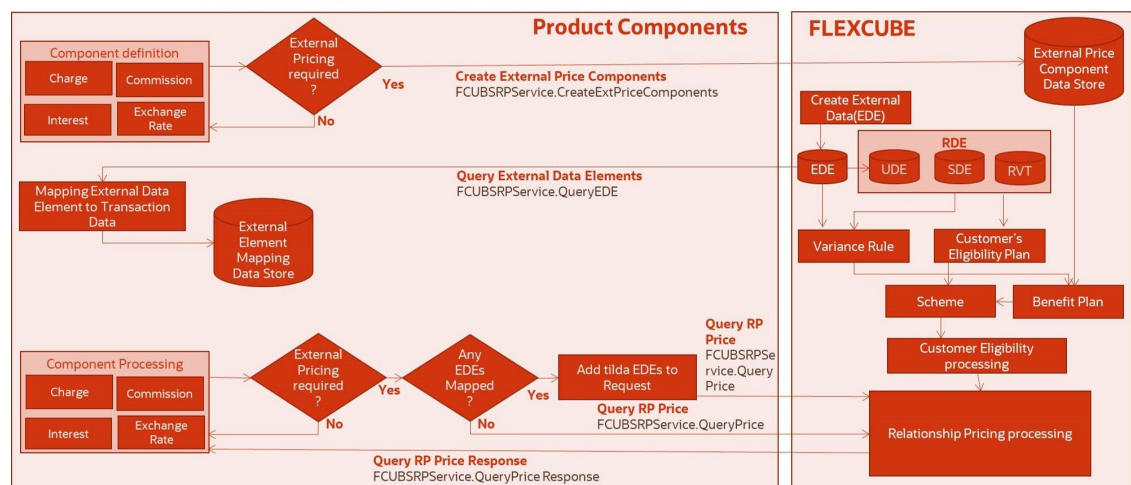 Product Components
FLEXCUBE
Component definition
Charge
Commission
Interest
Exchange
Rate
External
Pricing
required
?
Yes
No
Create External Price Components
FCUBSRPService.CreateExtPriceComponents
External Price
Component
Data Store
Create External
Data(EDE)
EDE
RDE
UDE
SDE
RVT
Query External Data Elements
FCUBSRPService.QueryEDE
Mapping External Data
Element to Transaction
Data
External
Element
Mapping
Data Store
Variance Rule
Customer's
Eligibility Plan
Scheme
Benefit Plan
Customer Eligibility
processing
Component Processing
Charge
Commission
Interest
Exchange
Rate
External
Pricing
required
?
Yes
No
Any
EDEs
Mapped
?
Yes
No
Add tilda EDEs to
Request
Query RP
Price
FCUBSRPSe
rvice.Query
Price
Query RP Price
FCUBSRPService.QueryPrice
Relationship Pricing processing
Query RP Price Response
FCUBSRPService.QueryPrice Response